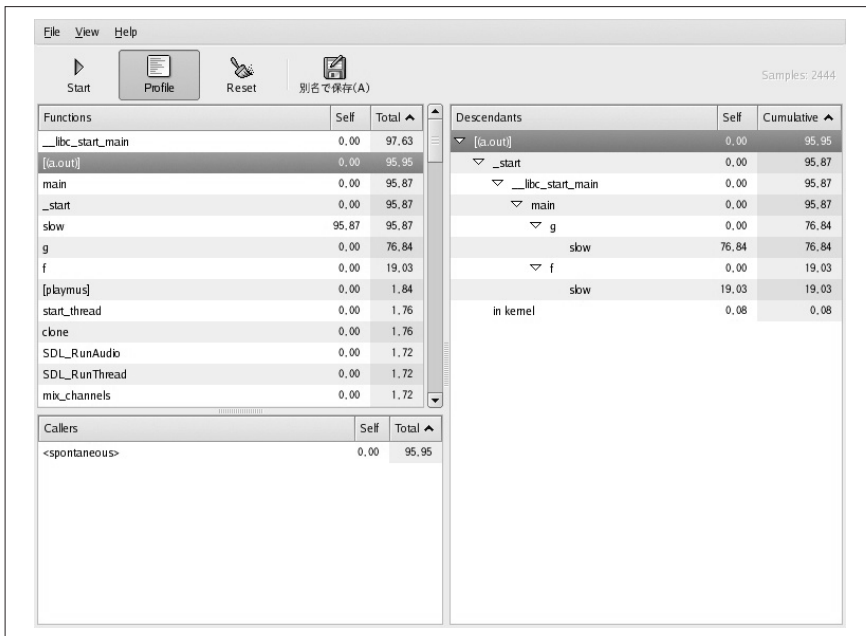 File View Help
Start Profile Reset 別名で保存(A) Samples: 2444
Functions Self Total
__libc_start_main 0,00 97,63
[(a.out)] 0,00 95,95
main 0,00 95,87
_start 0,00 95,87
slow 95,87 95,87
g 0,00 76,84
f 0,00 19,03
[playmus] 0,00 1,84
start_thread 0,00 1,76
clone 0,00 1,76
SDL_RunAudio 0,00 1,72
SDL_RunThread 0,00 1,72
mix_channels 0,00 1,72
Callers Self Total
<spontaneous> 0,00 95,95
Descendants Self Cumulative
[(a.out)] 0,00 95,95
_start 0,00 95,87
__libc_start_main 0,00 95,87
main 0,00 95,87
g 0,00 76,84
slow 76,84 76,84
f 0,00 19,03
slow 19,03 19,03
in kernel 0,08 0,08